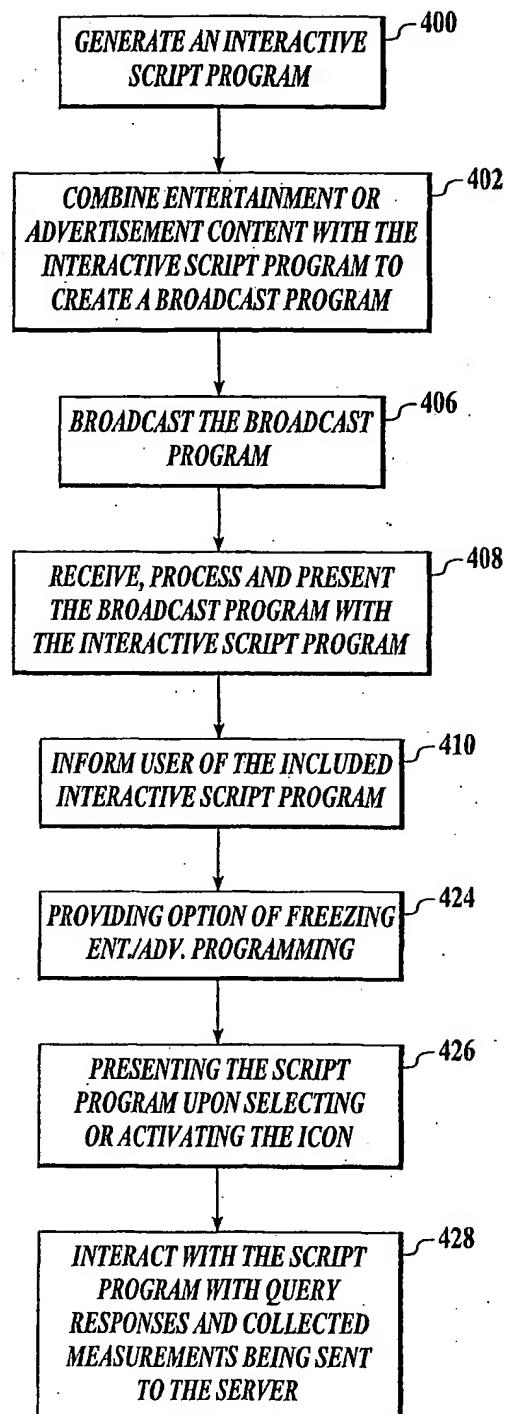 400
GENERATE AN INTERACTIVE
SCRIPT PROGRAM
402
COMBINE ENTERTAINMENT OR
ADVERTISEMENT CONTENT WITH THE
INTERACTIVE SCRIPT PROGRAM TO
CREATE A BROADCAST PROGRAM
406
BROADCAST THE BROADCAST
PROGRAM
408
RECEIVE, PROCESS AND PRESENT
THE BROADCAST PROGRAM WITH
THE INTERACTIVE SCRIPT PROGRAM
410
INFORM USER OF THE INCLUDED
INTERACTIVE SCRIPT PROGRAM
424
PROVIDING OPTION OF FREEZING
ENT./ADV. PROGRAMMING
426
PRESENTING THE SCRIPT
PROGRAM UPON SELECTING
OR ACTIVATING THE ICON
428
INTERACT WITH THE SCRIPT
PROGRAM WITH QUERY
RESPONSES AND COLLECTED
MEASUREMENTS BEING SENT
TO THE SERVER